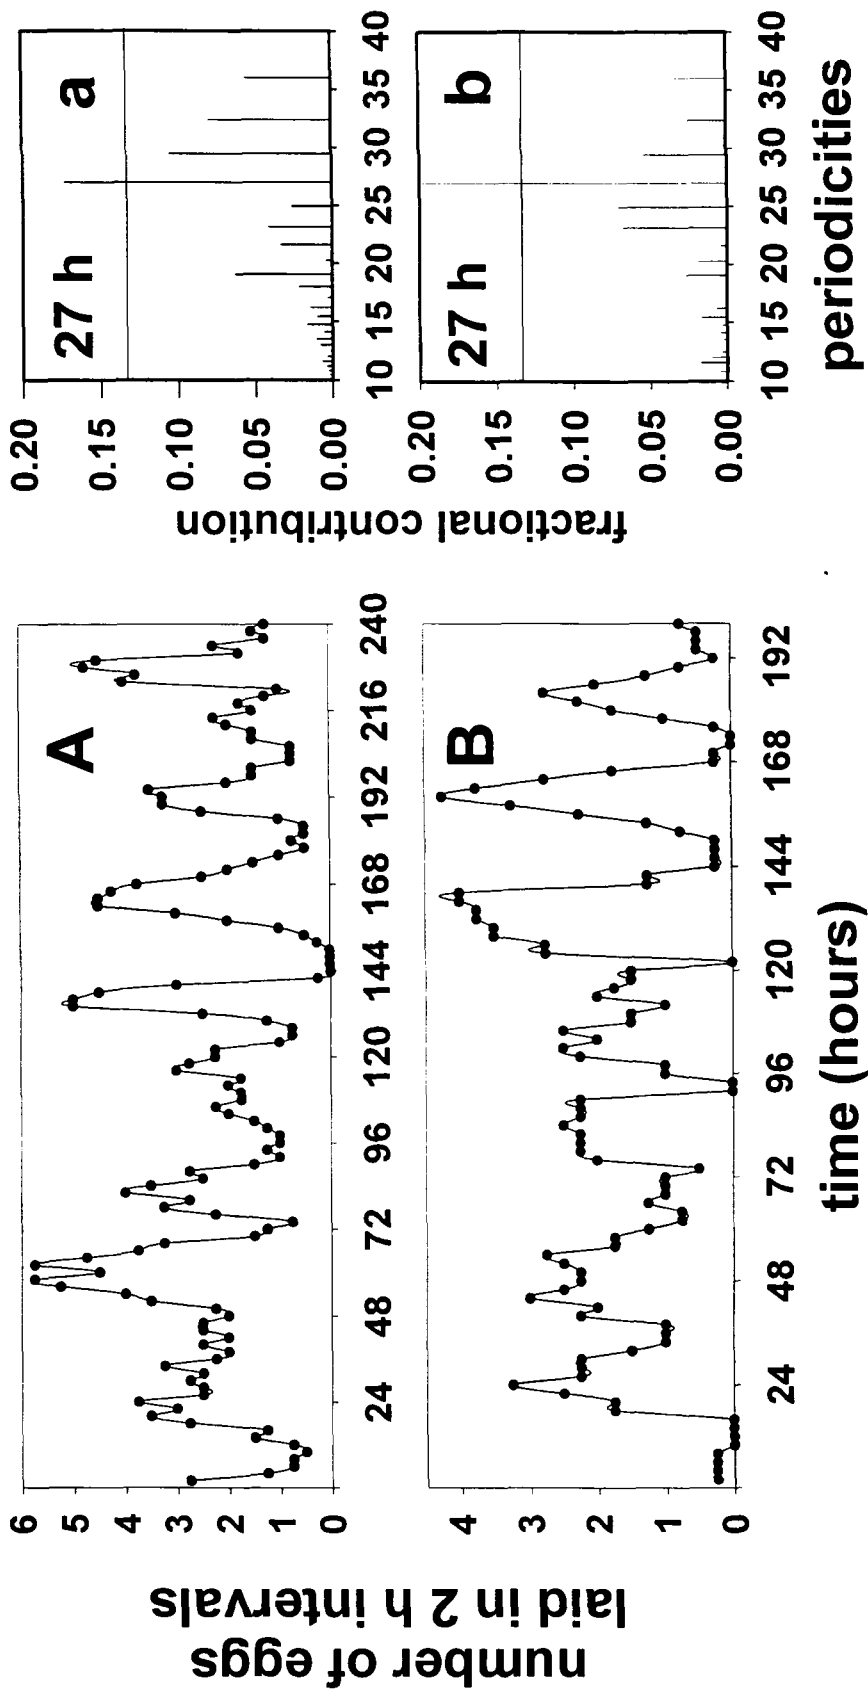 number of eggs
laid in 2 h intervals
6
5
4
3
2
1
0
A
24 48 72 96 120 144 168 192 216 240
4
3
2
1
0
B
24 48 72 96 120 144 168 192
time (hours)
fractional contribution
0.20
0.15
0.10
0.05
0.00
27 h a
10 15 20 25 30 35 40
0.20
0.15
0.10
0.05
0.00
27 h b
10 15 20 25 30 35 40
periodicities